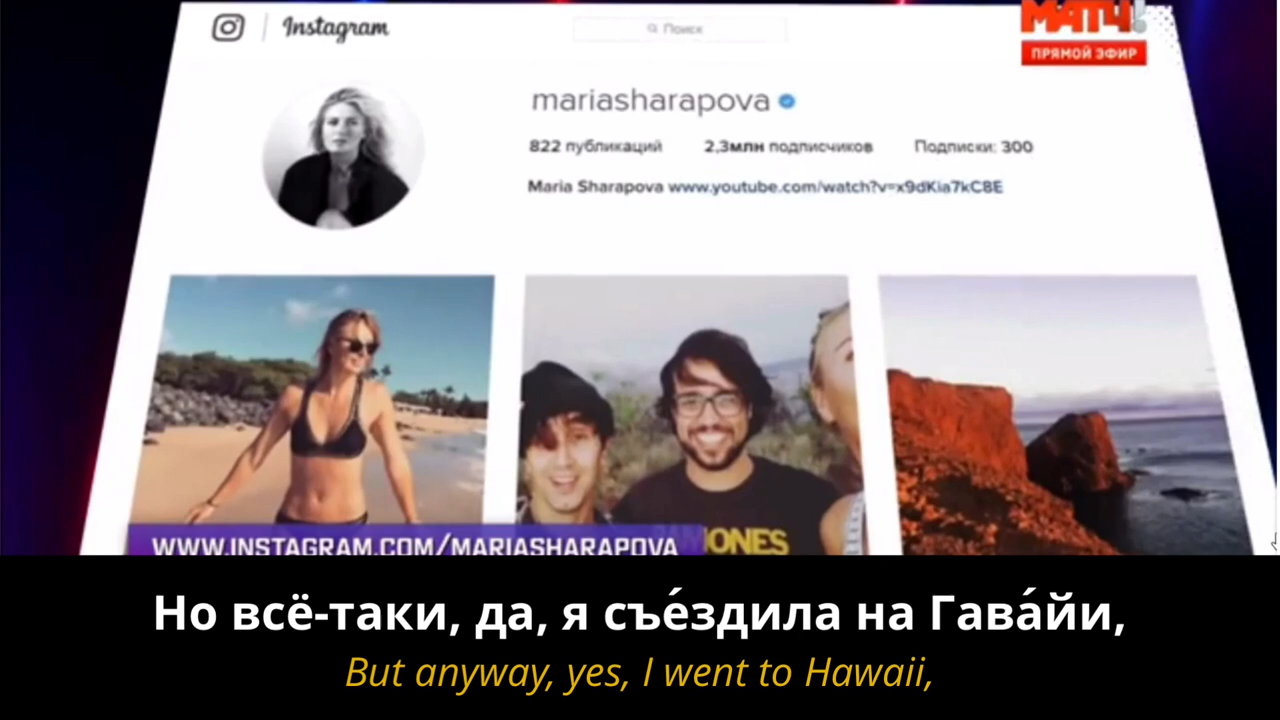 Instagram
Поиск
МАТЧ!
ПРЯМОЙ ЭФИР
mariasharapova
822 публикаций 2,3млн подписчиков Подписки: 300
Maria Sharapova www.youtube.com/watch?v=x9dKia7kC8E
RAMONES
WWW.INSTAGRAM.COM/MARIASHARAPOVA
Но всё-таки, да, я съе́здила на Гава́йи,
But anyway, yes, I went to Hawaii,